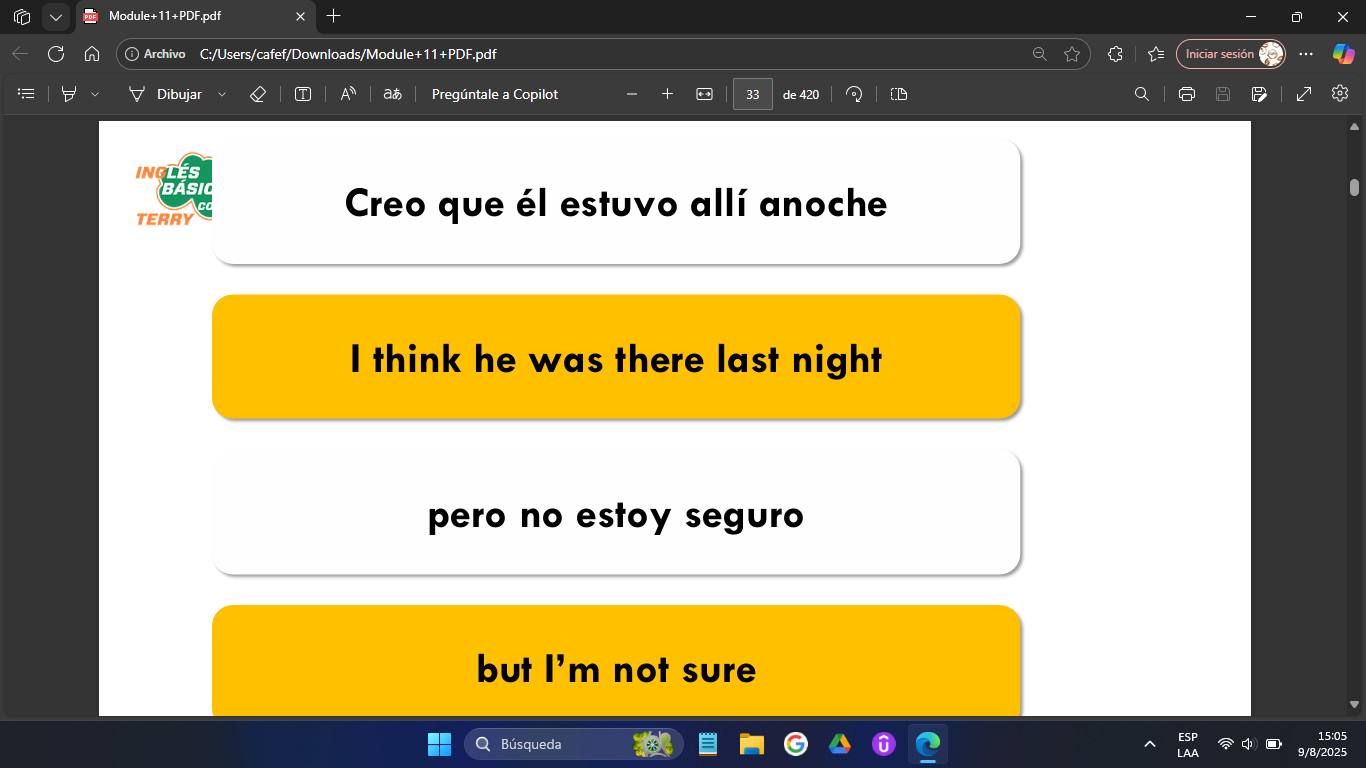 Module+11+PDF.pdf
Archivo C:/Users/cafef/Downloads/Module+11+PDF.pdf Iniciar sesión
Dibujar Pregúntale a Copilot 33 de 420
INGLÉS
BÁSIC
CO
TERRY
Creo que él estuvo allí anoche
I think he was there last night
pero no estoy seguro
but I’m not sure
Búsqueda
ESP
LAA
15:05
9/8/2025